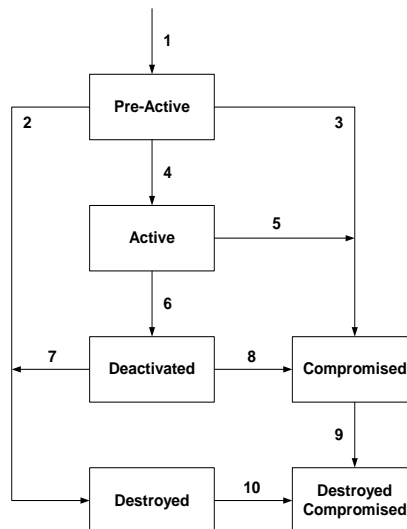 1
Pre-Active
2
3
4
Active
5
6
7
Deactivated
8
Compromised
9
Destroyed
10
Destroyed
Compromised